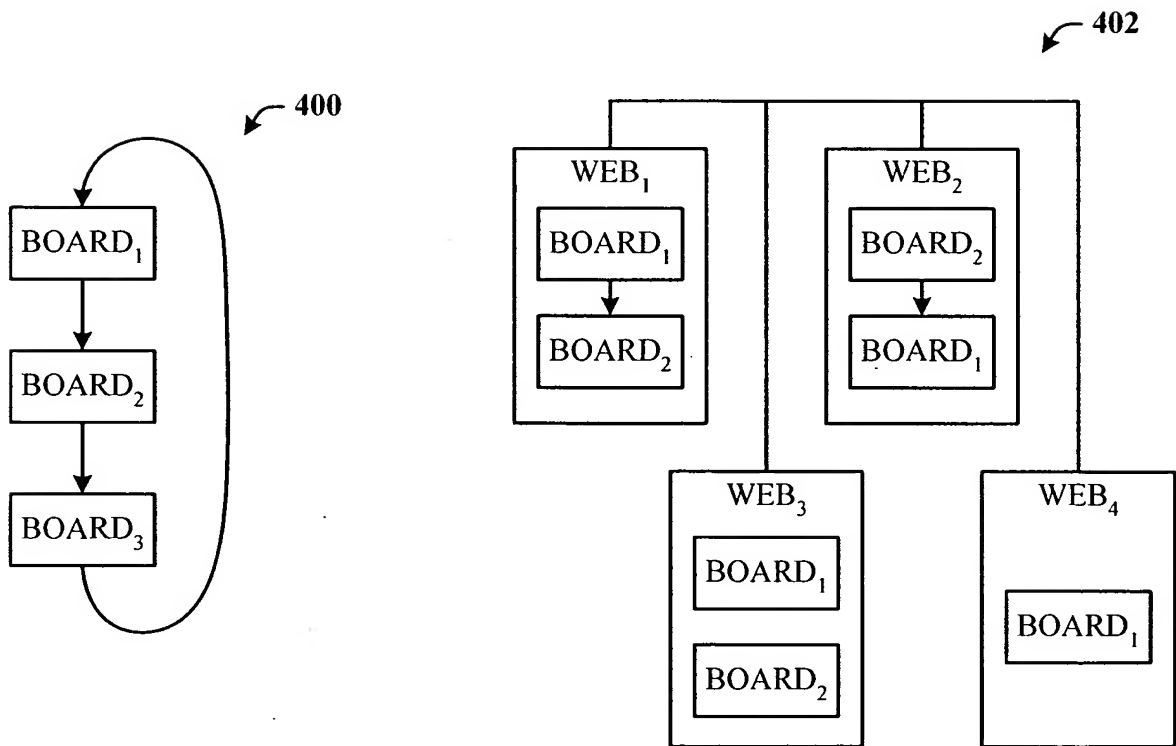 402
400
BOARD₁
BOARD₂
BOARD₃
WEB₁
BOARD₁
BOARD₂
WEB₂
BOARD₂
BOARD₁
WEB₃
BOARD₁
BOARD₂
WEB₄
BOARD₁